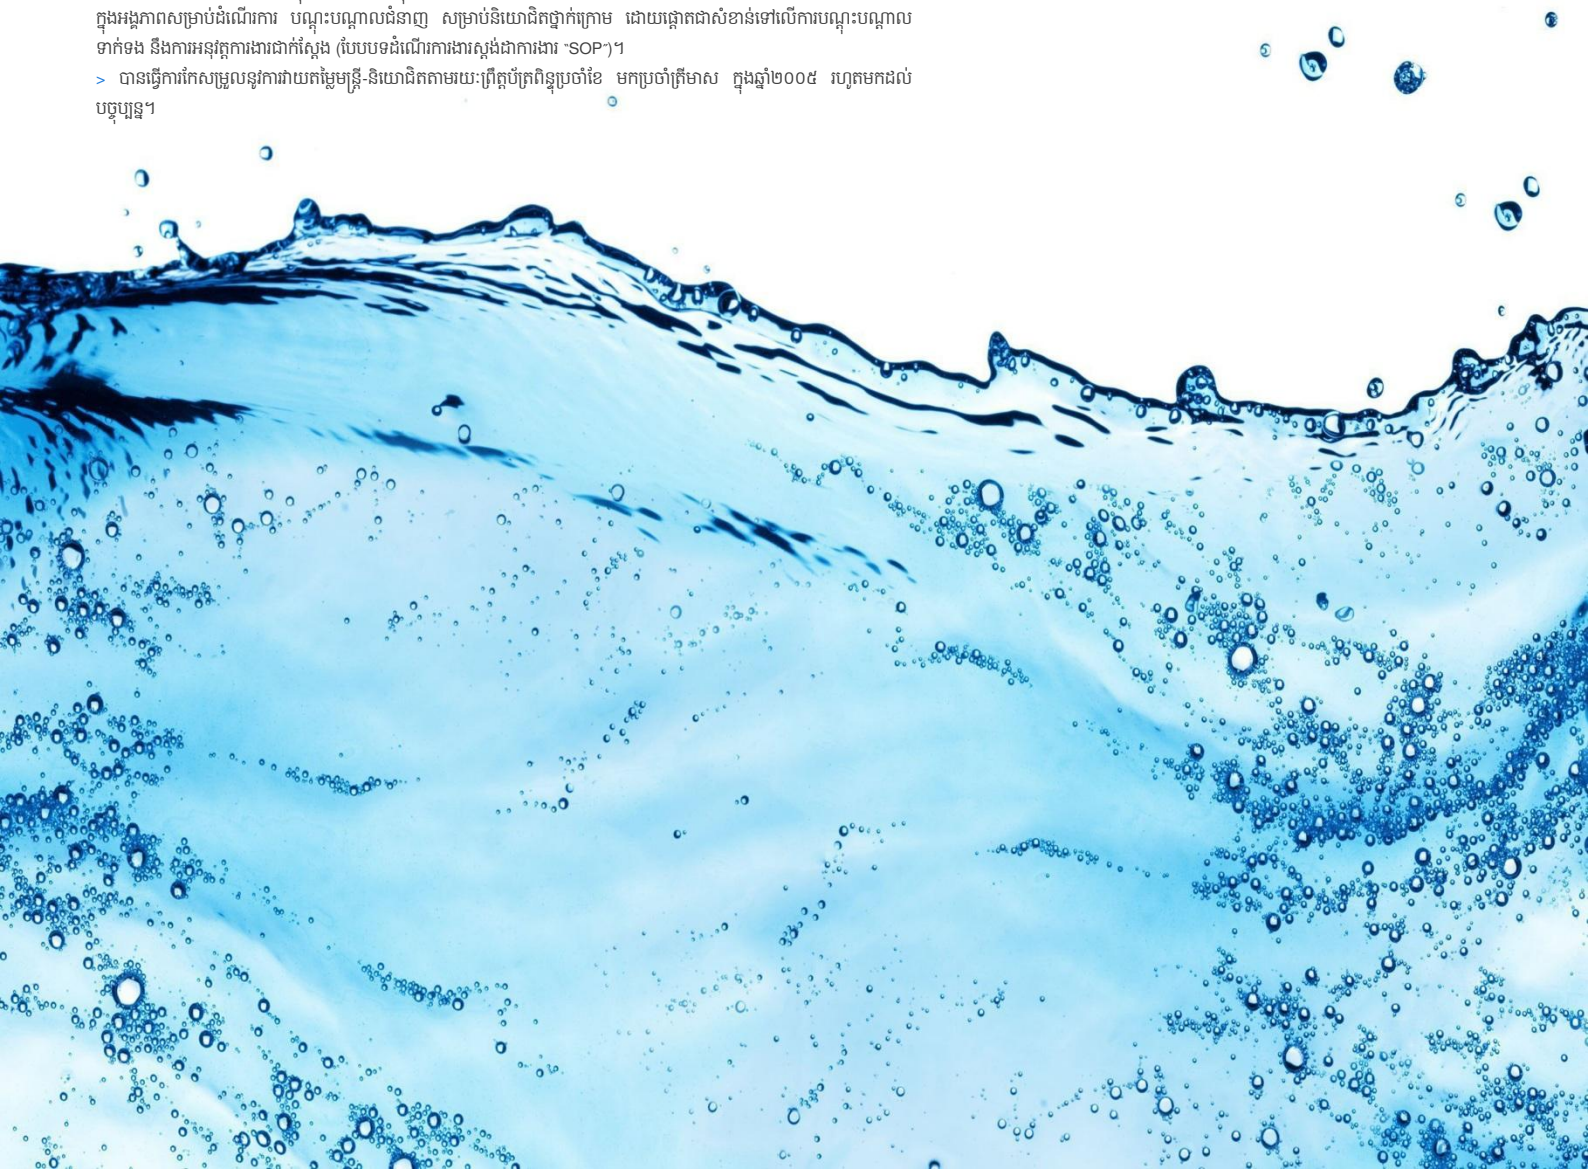 ក្នុងអង្គភាពសម្រាប់ដំណើរការ បណ្តុះបណ្តាលជំនាញ សម្រាប់និយោជិតថ្នាក់ក្រោម ដោយផ្តោតជាសំខាន់ទៅលើការបណ្តុះបណ្តាល
ទាក់ទង នឹងការអនុវត្តការងារជាក់ស្តែង (បែបបទដំណើរការងារស្តង់ដាការងារ "SOP")។
> បានធ្វើការកែសម្រួលនូវការវាយតម្លៃមន្ត្រី-និយោជិតតាមរយៈព្រឹត្តប័ត្រពិន្ទុប្រចាំខែ មកប្រចាំត្រីមាស ក្នុងឆ្នាំ២០០៥ រហូតមកដល់
បច្ចុប្បន្ន។